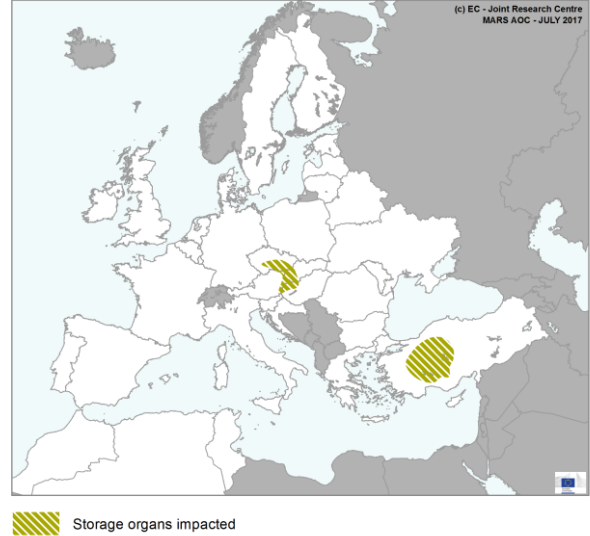 (c) EC - Joint Research Centre
MARS AOC - JULY 2017
Storage organs impacted